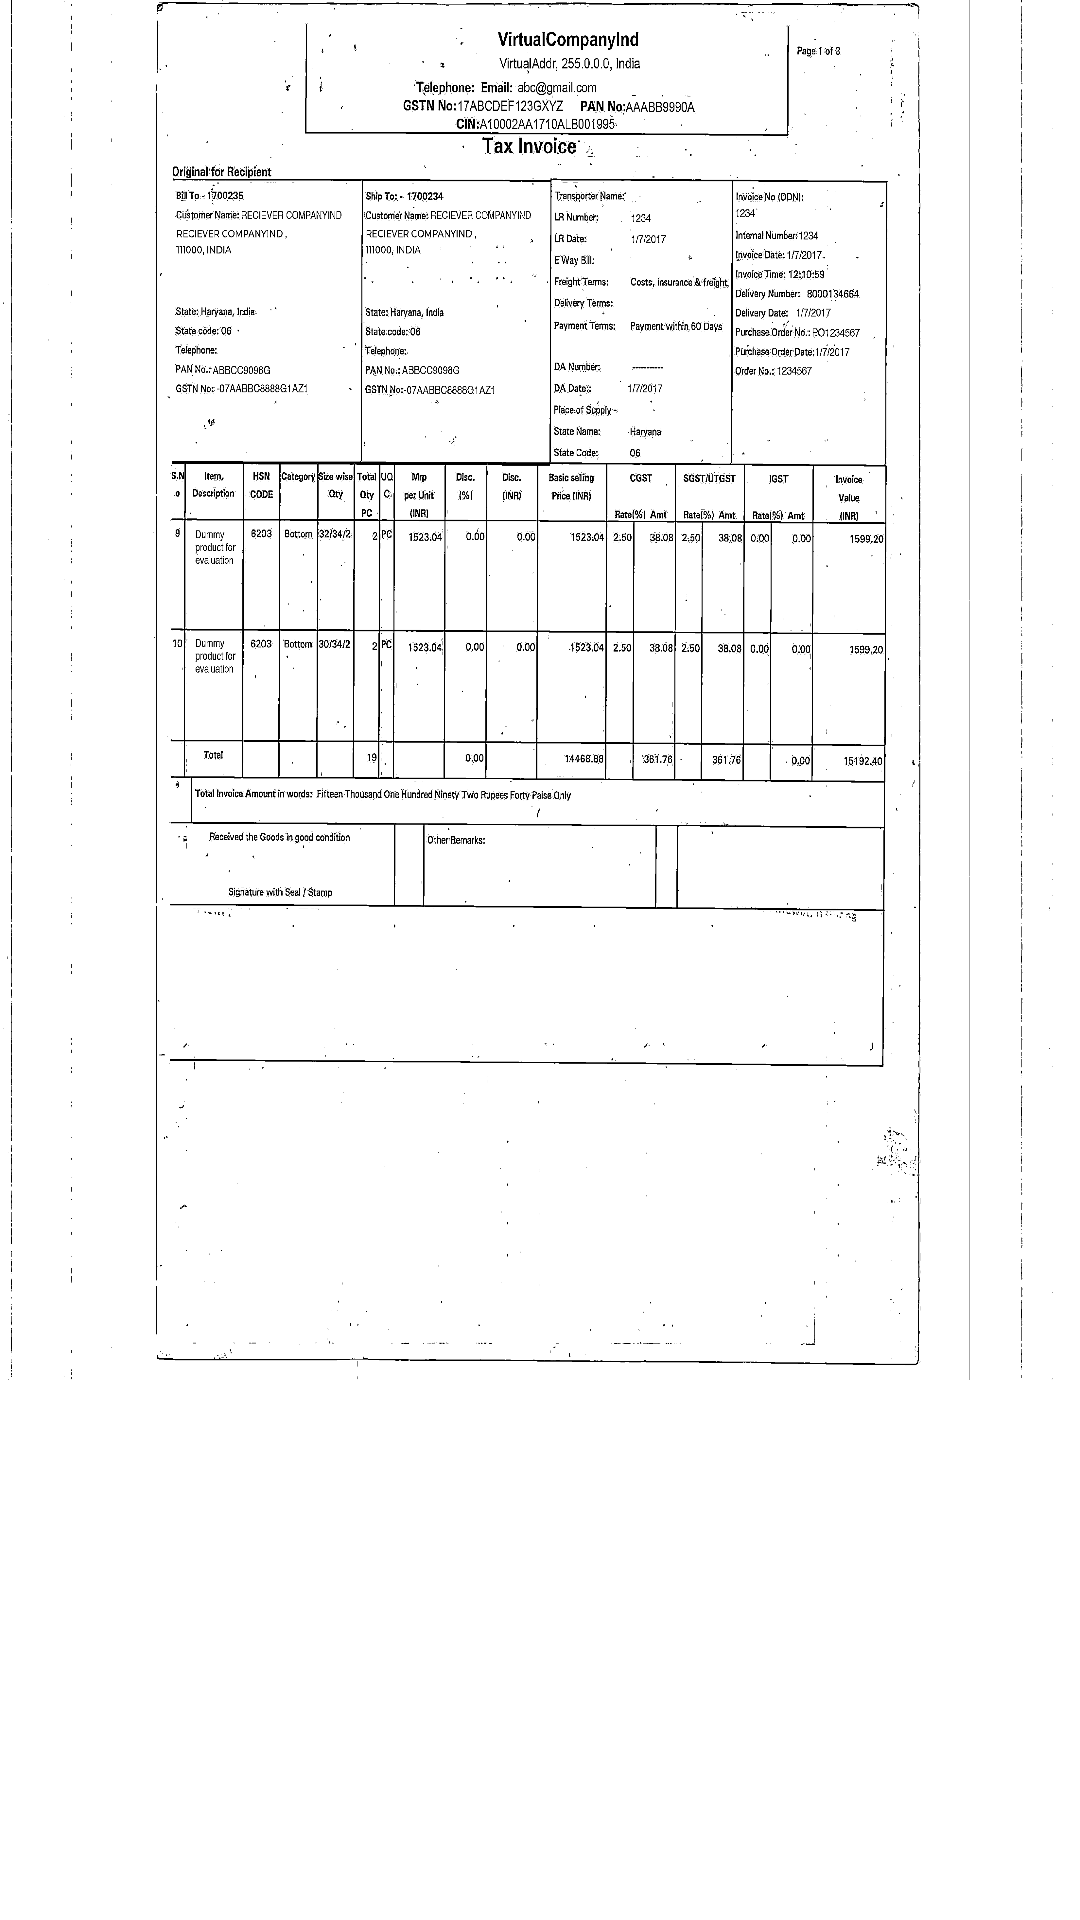 VirtualCompanyInd
Page 1 of 8
VirtualAddr, 255.0.0.0, India
Telephone: Email: abc@gmail.com
GSTN No:17ABCDEF123GXYZ PAN No:AAABB9990A
CIN:A10002AA1710ALB001995
Tax Invoice
Original for Recipient
Bill To - 1700235
Customer Name: RECIEVER COMPANYIND
RECIEVER COMPANYIND ,
111000, INDIA
State: Haryana, India
State code: 06
Telephone:
PAN No.: ABBCC9098G
GSTN No:-07AABBC8888G1AZ1
Ship To: - 1700234
Customer Name: RECIEVER COMPANYIND
RECIEVER COMPANYIND ,
111000, INDIA
State: Haryana, India
State code: 06
Telephone:
PAN No.: ABBCC9098G
GSTN No:-07AABBC8888G1AZ1
Transporter Name:
LR Number: 1234
LR Date: 1/7/2017
E Way Bill:
Freight Terms: Costs, insurance & freight
Delivery Terms:
Payment Terms: Payment within 60 Days
DA Number: ----------
DA Date: 1/7/2017
Place of Supply -
State Name: Haryana
State Code: 06
Invoice No (ODN):
1234
Internal Number: 1234
Invoice Date: 1/7/2017
Invoice Time: 12:10:59
Delivery Number: 8000134664
Delivery Date: 1/7/2017
Purchase Order No.: PO1234567
Purchase Order Date: 1/7/2017
Order No.: 1234567
S.N Item HSN Category Size wise Total UQ Mrp Disc. Disc. Basic selling CGST SGST/UTGST IGST Invoice
o Description CODE Qty Qty C per Unit (%) (INR) Price (INR) Value
PC (INR) Rate(%) Amt Rate(%) Amt Rate(%) Amt (INR)
9 Dummy 6203 Bottom 32/34/2 2 PC 1523.04 0.00 0.00 1523.04 2.50 38.08 2.50 38.08 0.00 0.00 1599.20
product for
evaluation
10 Dummy 6203 Bottom 30/34/2 2 PC 1523.04 0.00 0.00 1523.04 2.50 38.08 2.50 38.08 0.00 0.00 1599.20
product for
evaluation
Total 19 0.00 14468.88 361.76 361.76 0.00 15192.40
Total Invoice Amount in words: Fifteen Thousand One Hundred Ninety Two Rupees Forty Paise Only
Received the Goods in good condition
Other Remarks:
Signature with Seal / Stamp